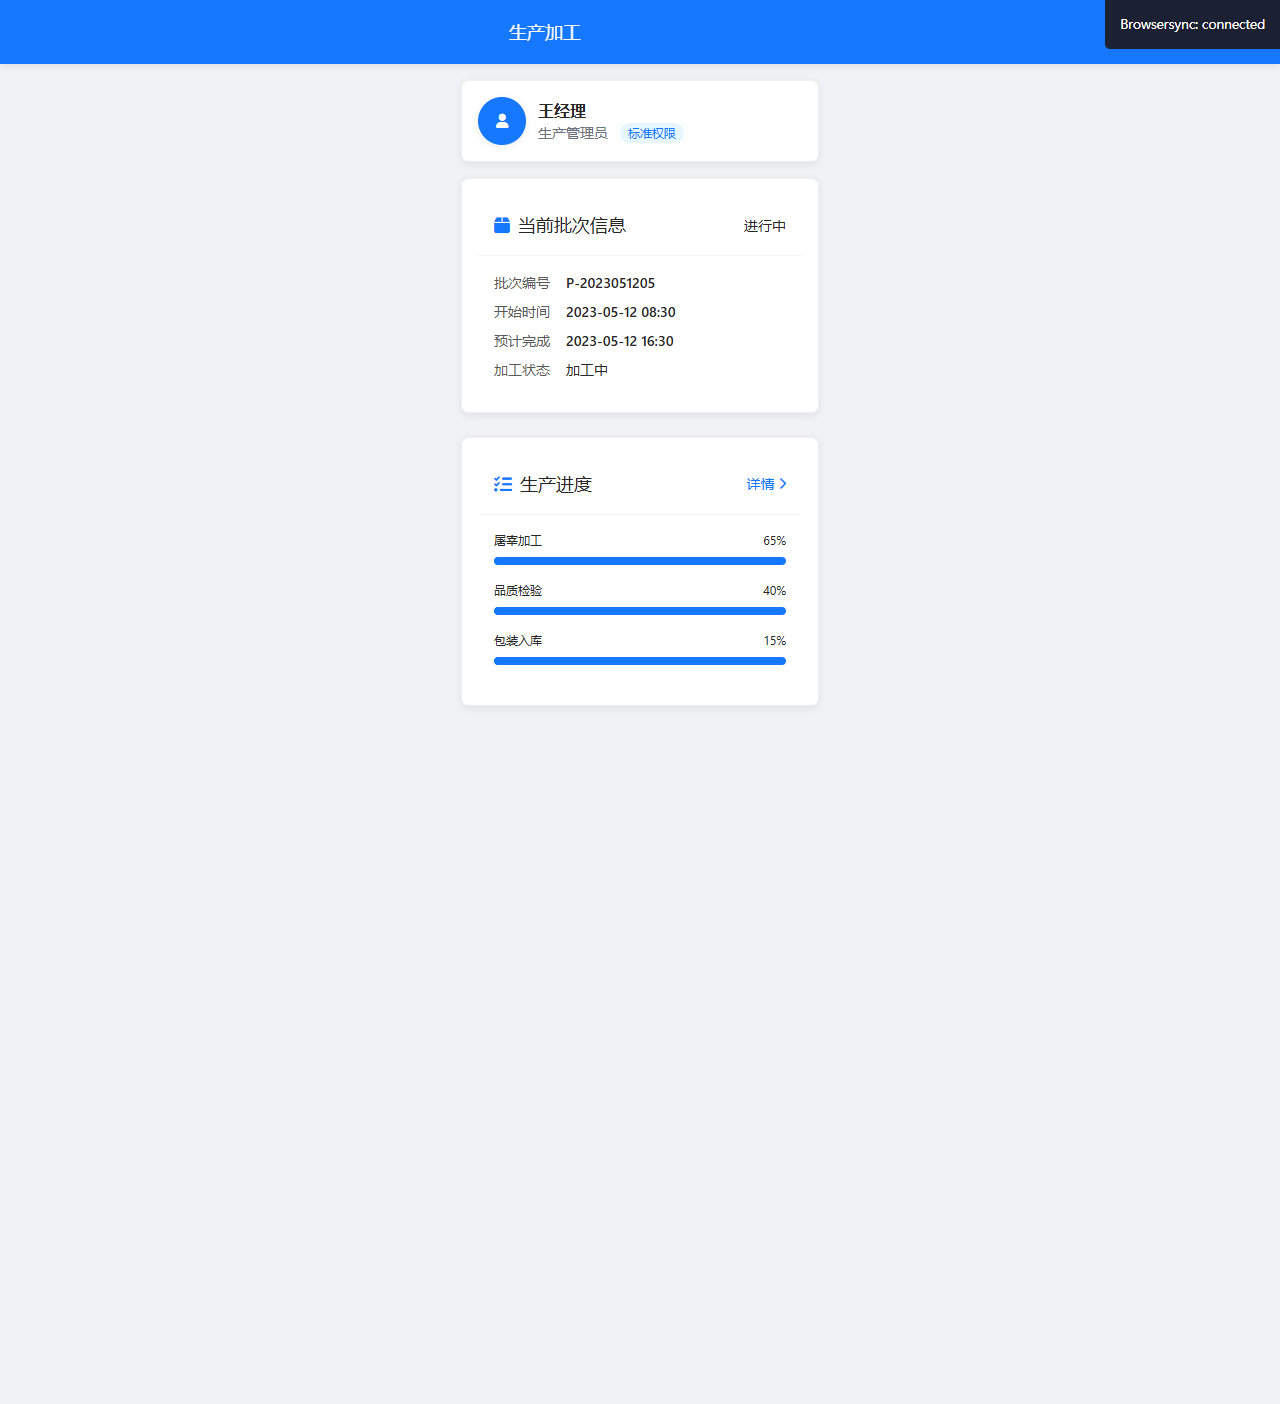 生产加工
Browsersync: connected
王经理
生产管理员 标准权限
当前批次信息 进行中
批次编号 P-2023051205
开始时间 2023-05-12 08:30
预计完成 2023-05-12 16:30
加工状态 加工中
生产进度 详情
屠宰加工 65%
品质检验 40%
包装入库 15%